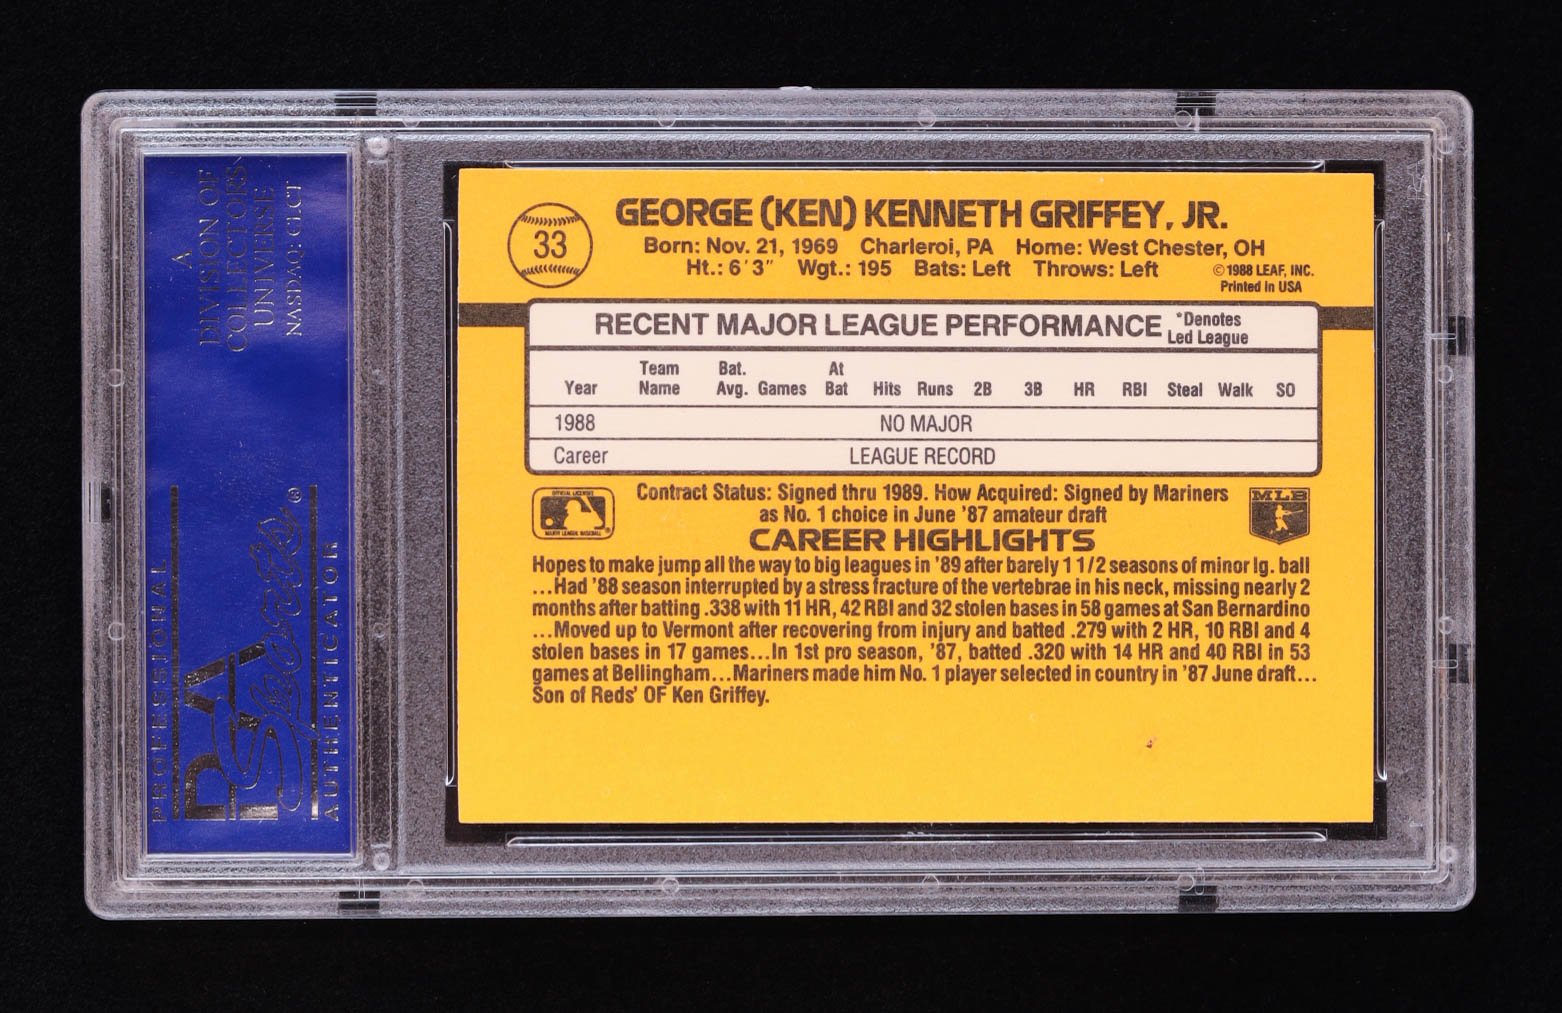 A
DIVISION OF
COLLECTORS
UNIVERSE
NASDAQ: CLCT
PROFESSIONAL
PSA
Sports®
AUTHENTICATOR
33
GEORGE (KEN) KENNETH GRIFFEY, JR.
Born: Nov. 21, 1969 Charleroi, PA Home: West Chester, OH
Ht.: 6'3" Wgt.: 195 Bats: Left Throws: Left
©1988 LEAF, INC.
Printed in USA
RECENT MAJOR LEAGUE PERFORMANCE
*Denotes
Led League
Year Team Name Bat. Avg. Games At Bat Hits Runs 2B 3B HR RBI Steal Walk SO
1988 NO MAJOR
Career LEAGUE RECORD
OFFICIAL LICENSEE
MAJOR LEAGUE BASEBALL®
Contract Status: Signed thru 1989. How Acquired: Signed by Mariners
as No. 1 choice in June '87 amateur draft
MLB
CAREER HIGHLIGHTS
Hopes to make jump all the way to big leagues in '89 after barely 1 1/2 seasons of minor lg. ball
...Had '88 season interrupted by a stress fracture of the vertebrae in his neck, missing nearly 2
months after batting .338 with 11 HR, 42 RBI and 32 stolen bases in 58 games at San Bernardino
...Moved up to Vermont after recovering from injury and batted .279 with 2 HR, 10 RBI and 4
stolen bases in 17 games...In 1st pro season, '87, batted .320 with 14 HR and 40 RBI in 53
games at Bellingham...Mariners made him No. 1 player selected in country in '87 June draft...
Son of Reds' OF Ken Griffey.